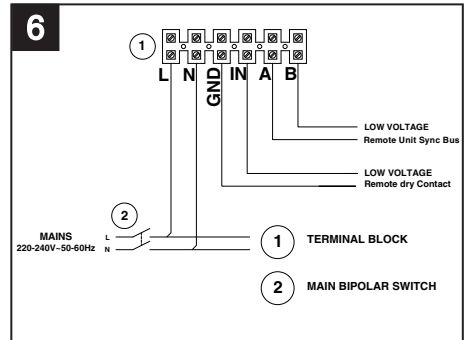 6
1
L N GND IN A B
LOW VOLTAGE
Remote Unit Sync Bus
LOW VOLTAGE
Remote dry Contact
2
MAINS
220-240V~50-60Hz
L
N
1 TERMINAL BLOCK
2 MAIN BIPOLAR SWITCH